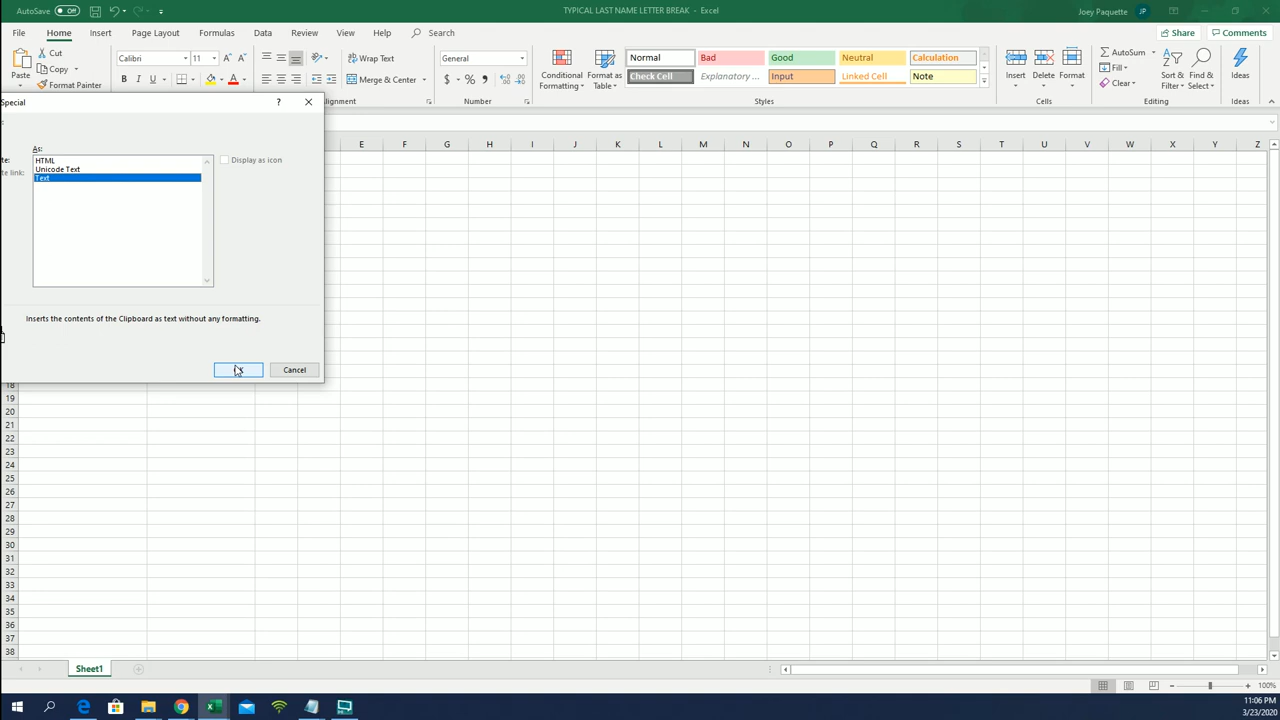 AutoSave Off
TYPICAL LAST NAME LETTER BREAK - Excel
Joey Paquette JP
File Home Insert Page Layout Formulas Data Review View Help Search
Share Comments
Paste
Cut
Copy
Format Painter
Calibri 11
B I U
Wrap Text
Merge & Center
Alignment
General
$ % ,
Number
Conditional Formatting
Format as Table
Normal Bad Good Neutral Calculation
Check Cell Explanatory ... Input Linked Cell Note
Styles
Insert Delete Format
Cells
AutoSum
Fill
Clear
Sort & Filter
Find & Select
Editing
Ideas
Ideas
Special
?
As:
HTML
Unicode Text
Text
te:
te link:
Display as icon
Inserts the contents of the Clipboard as text without any formatting.
Cancel
E F G H I J K L M N O P Q R S T U V W X Y Z
18
19
20
21
22
23
24
25
26
27
28
29
30
31
32
33
34
35
36
37
38
Sheet1
100%
11:06 PM
3/23/2020